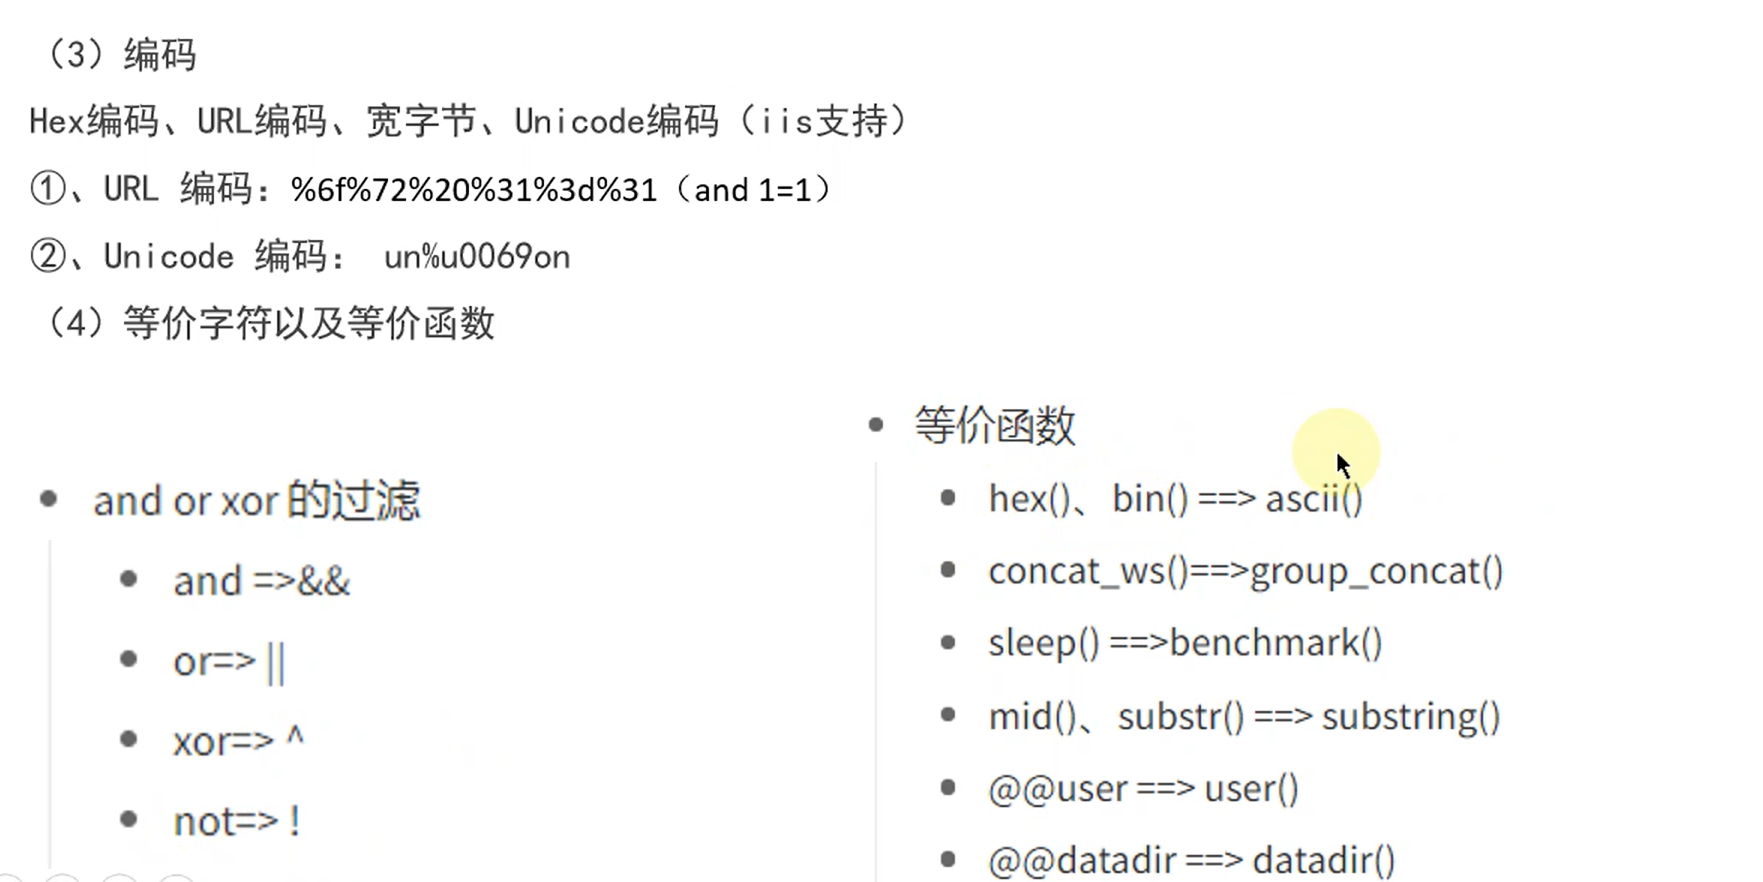 （3）编码
Hex编码、URL编码、宽字节、Unicode编码（iis支持）
①、URL 编码：%6f%72%20%31%3d%31（and 1=1）
②、Unicode 编码： un%u0069on
（4）等价字符以及等价函数
and or xor 的过滤
and =>&&
or=> ||
xor=> ^
not=> !
等价函数
hex()、bin() ==> ascii()
concat_ws()==>group_concat()
sleep() ==>benchmark()
mid()、substr() ==> substring()
@@user ==> user()
@@datadir ==> datadir()